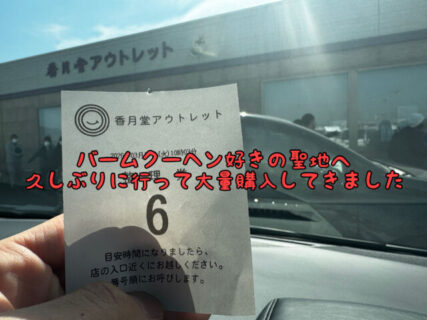 香月堂アウトレット
香月堂アウトレット
バームクーヘン好きの聖地へ
久しぶりに行って大量購入してきました
6
目安時間になりましたら、
店の入口近くにお越しください。
番号順にお呼びします。